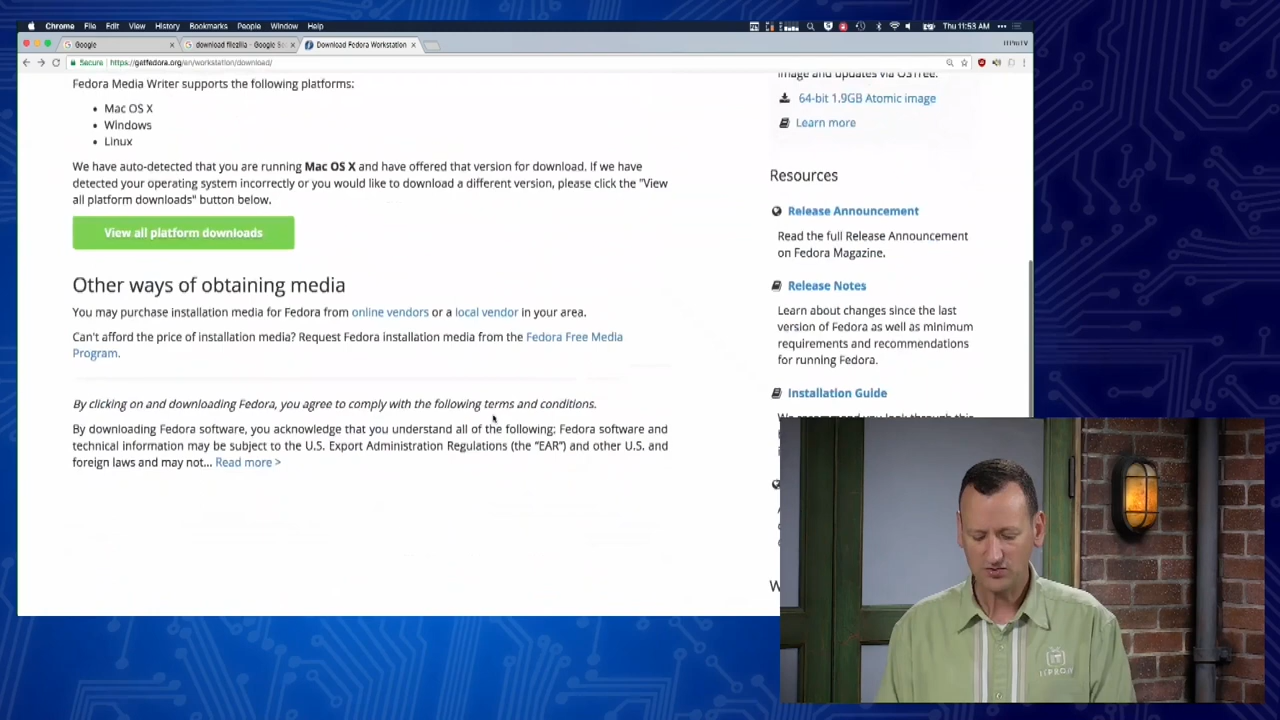 Chrome File Edit View History Bookmarks People Window Help
Thu 11:53 AM
Google
download filezilla - Google Se
Download Fedora Workstation
ITProTV
Secure https://getfedora.org/en/workstation/download/
Fedora Media Writer supports the following platforms:
Mac OS X
Windows
Linux
We have auto-detected that you are running Mac OS X and have offered that version for download. If we have
detected your operating system incorrectly or you would like to download a different version, please click the "View
all platform downloads" button below.
View all platform downloads
Other ways of obtaining media
You may purchase installation media for Fedora from online vendors or a local vendor in your area.
Can't afford the price of installation media? Request Fedora installation media from the Fedora Free Media
Program.
By clicking on and downloading Fedora, you agree to comply with the following terms and conditions.
By downloading Fedora software, you acknowledge that you understand all of the following: Fedora software and
technical information may be subject to the U.S. Export Administration Regulations (the “EAR”) and other U.S. and
foreign laws and may not... Read more >
image and updates via OSTree.
64-bit 1.9GB Atomic image
Learn more
Resources
Release Announcement
Read the full Release Announcement
on Fedora Magazine.
Release Notes
Learn about changes since the last
version of Fedora as well as minimum
requirements and recommendations
for running Fedora.
Installation Guide
We recommend you look through this
ITPROTV